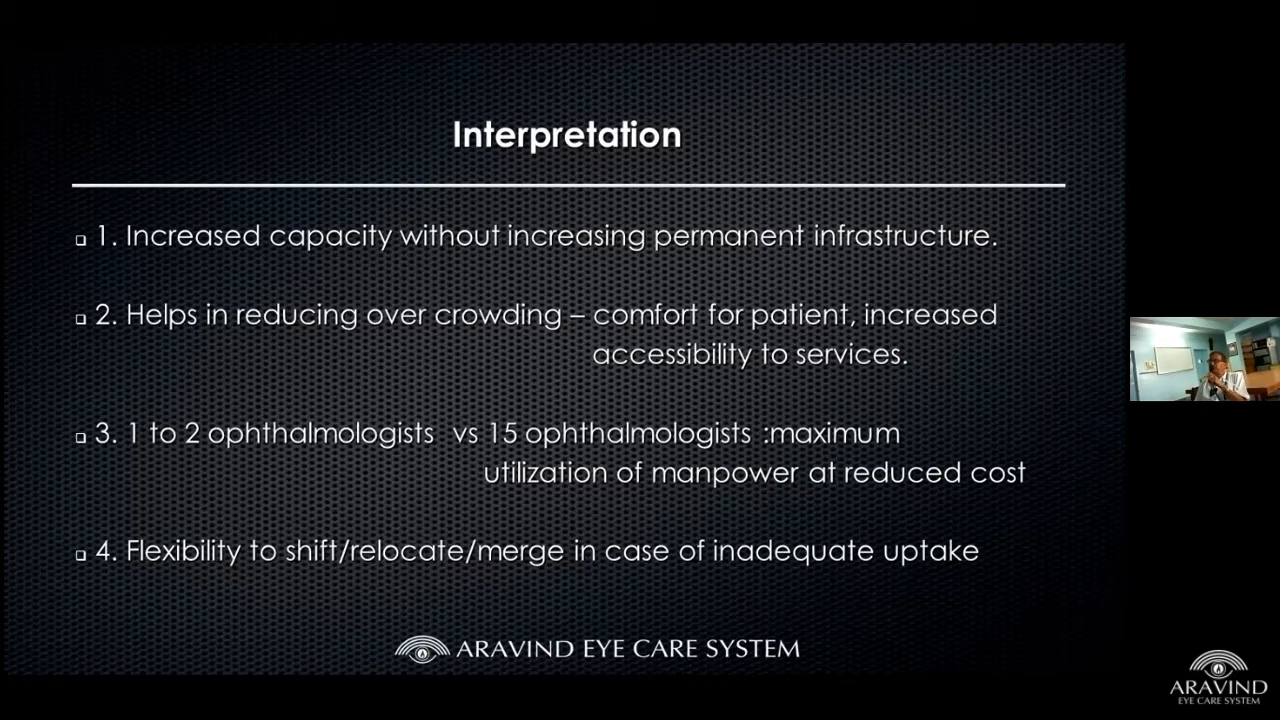 Interpretation
❑ 1. Increased capacity without increasing permanent infrastructure.
❑ 2. Helps in reducing over crowding – comfort for patient, increased
accessibility to services.
❑ 3. 1 to 2 ophthalmologists vs 15 ophthalmologists :maximum
utilization of manpower at reduced cost
❑ 4. Flexibility to shift/relocate/merge in case of inadequate uptake
ARAVIND EYE CARE SYSTEM
ARAVIND
EYE CARE SYSTEM